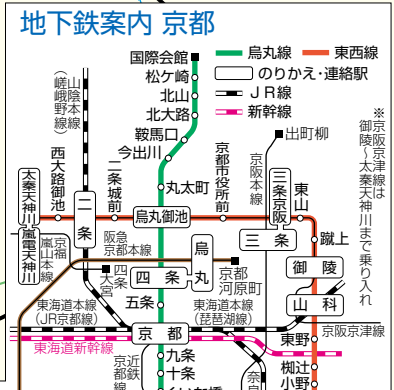 地下鉄案内 京都
烏丸線
東西線
のりかえ・連絡駅
JR線
新幹線
国際会館
松ケ崎
北山
北大路
鞍馬口
今出川
丸太町
烏丸御池
山陰本線
(嵯峨野線)
太秦天神川
嵐電天神川
西大路御池
二条
二条城前
京都市役所前
京阪本線
出町柳
三条京阪
三条
東山
蹴上
御陵
山科
※京阪京津線は
御陵〜太秦天神川まで乗り入れ
京福
嵐山本線
阪急
京都本線
四条
大宮
四条
烏丸
京都
河原町
五条
東海道本線
(JR京都線)
東海道本線
(琵琶湖線)
京都
東海道新幹線
京阪京津線
東野
椥辻
小野
九条
十条
近鉄
京都
線
奈良